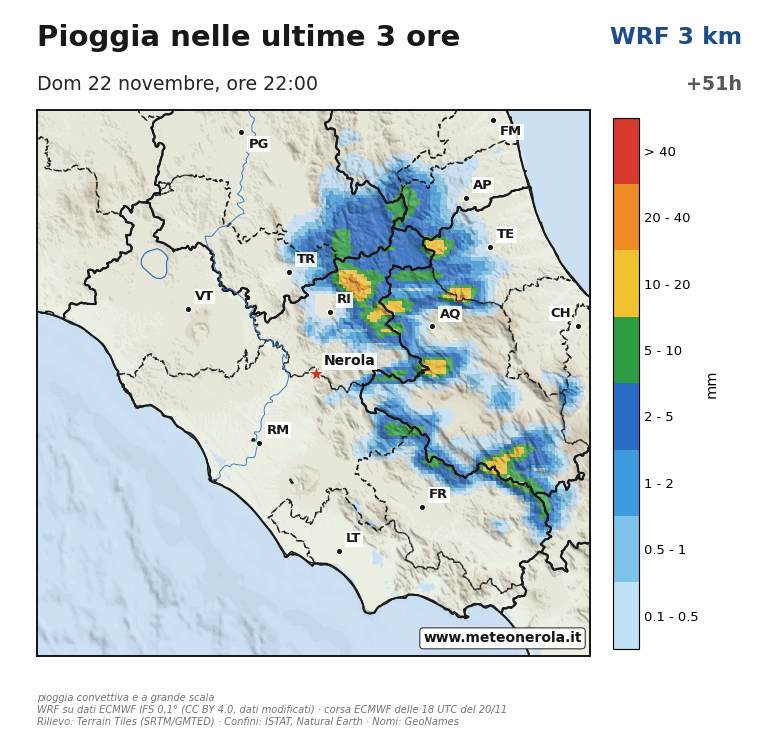 Pioggia nelle ultime 3 ore
WRF 3 km
Dom 22 novembre, ore 22:00
+51h
FM
PG
AP
TE
TR
VT
RI
AQ
CH
Nerola
RM
FR
LT
www.meteonerola.it
> 40
20 - 40
10 - 20
5 - 10
2 - 5
1 - 2
0.5 - 1
0.1 - 0.5
mm
pioggia convettiva e a grande scala
WRF su dati ECMWF IFS 0,1° (CC BY 4.0, dati modificati) · corsa ECMWF delle 18 UTC del 20/11
Rilievo: Terrain Tiles (SRTM/GMTED) · Confini: ISTAT, Natural Earth · Nomi: GeoNames